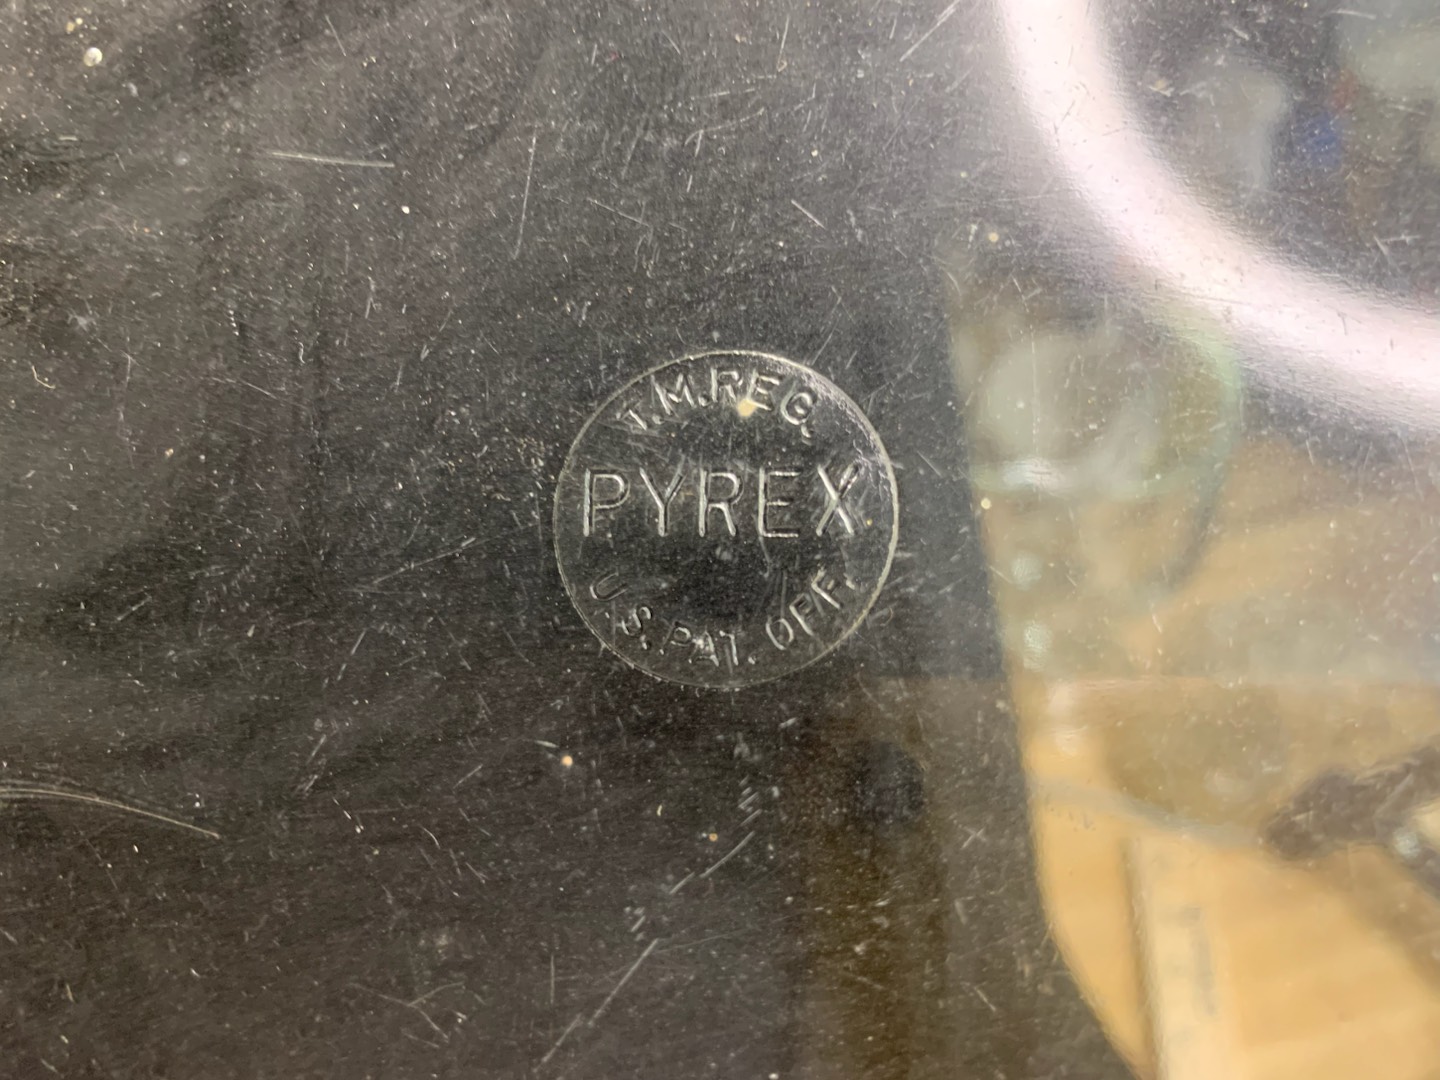 T.M.REG.
PYREX
U.S. PAT. OFF.